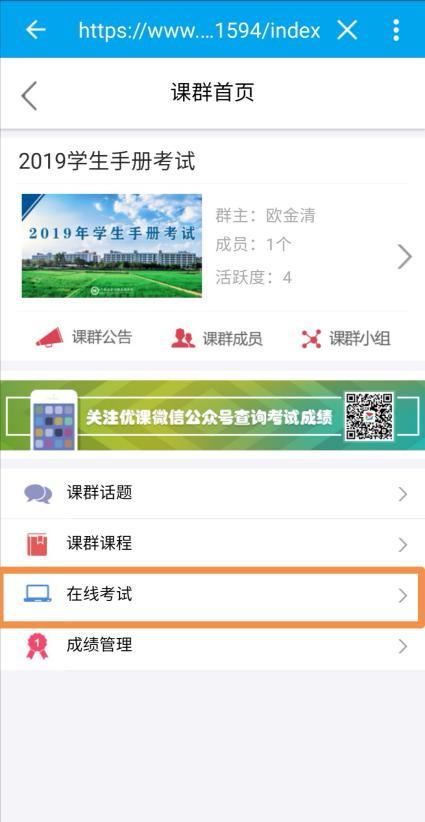 https://www....1594/index
课群首页
2019学生手册考试
2019年学生手册考试
群主：欧金清
成员：1个
活跃度：4
课群公告
课群成员
课群小组
关注优课微信公众号查询考试成绩
课群话题
课群课程
在线考试
1
成绩管理